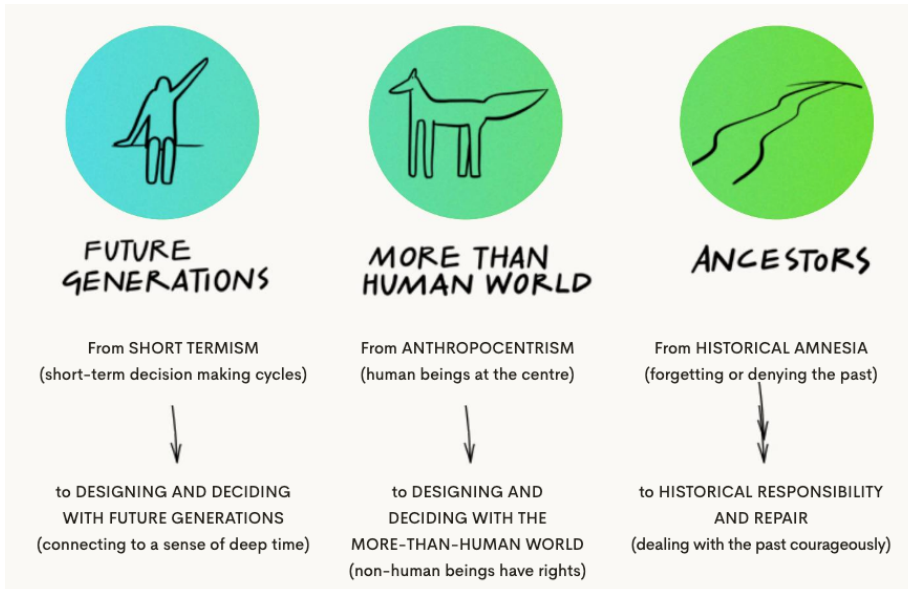 FUTURE
GENERATIONS
From SHORT TERMISM
(short-term decision making cycles)
to DESIGNING AND DECIDING
WITH FUTURE GENERATIONS
(connecting to a sense of deep time)
MORE THAN
HUMAN WORLD
From ANTHROPOCENTRISM
(human beings at the centre)
to DESIGNING AND
DECIDING WITH THE
MORE-THAN-HUMAN WORLD
(non-human beings have rights)
ANCESTORS
From HISTORICAL AMNESIA
(forgetting or denying the past)
to HISTORICAL RESPONSIBILITY
AND REPAIR
(dealing with the past courageously)